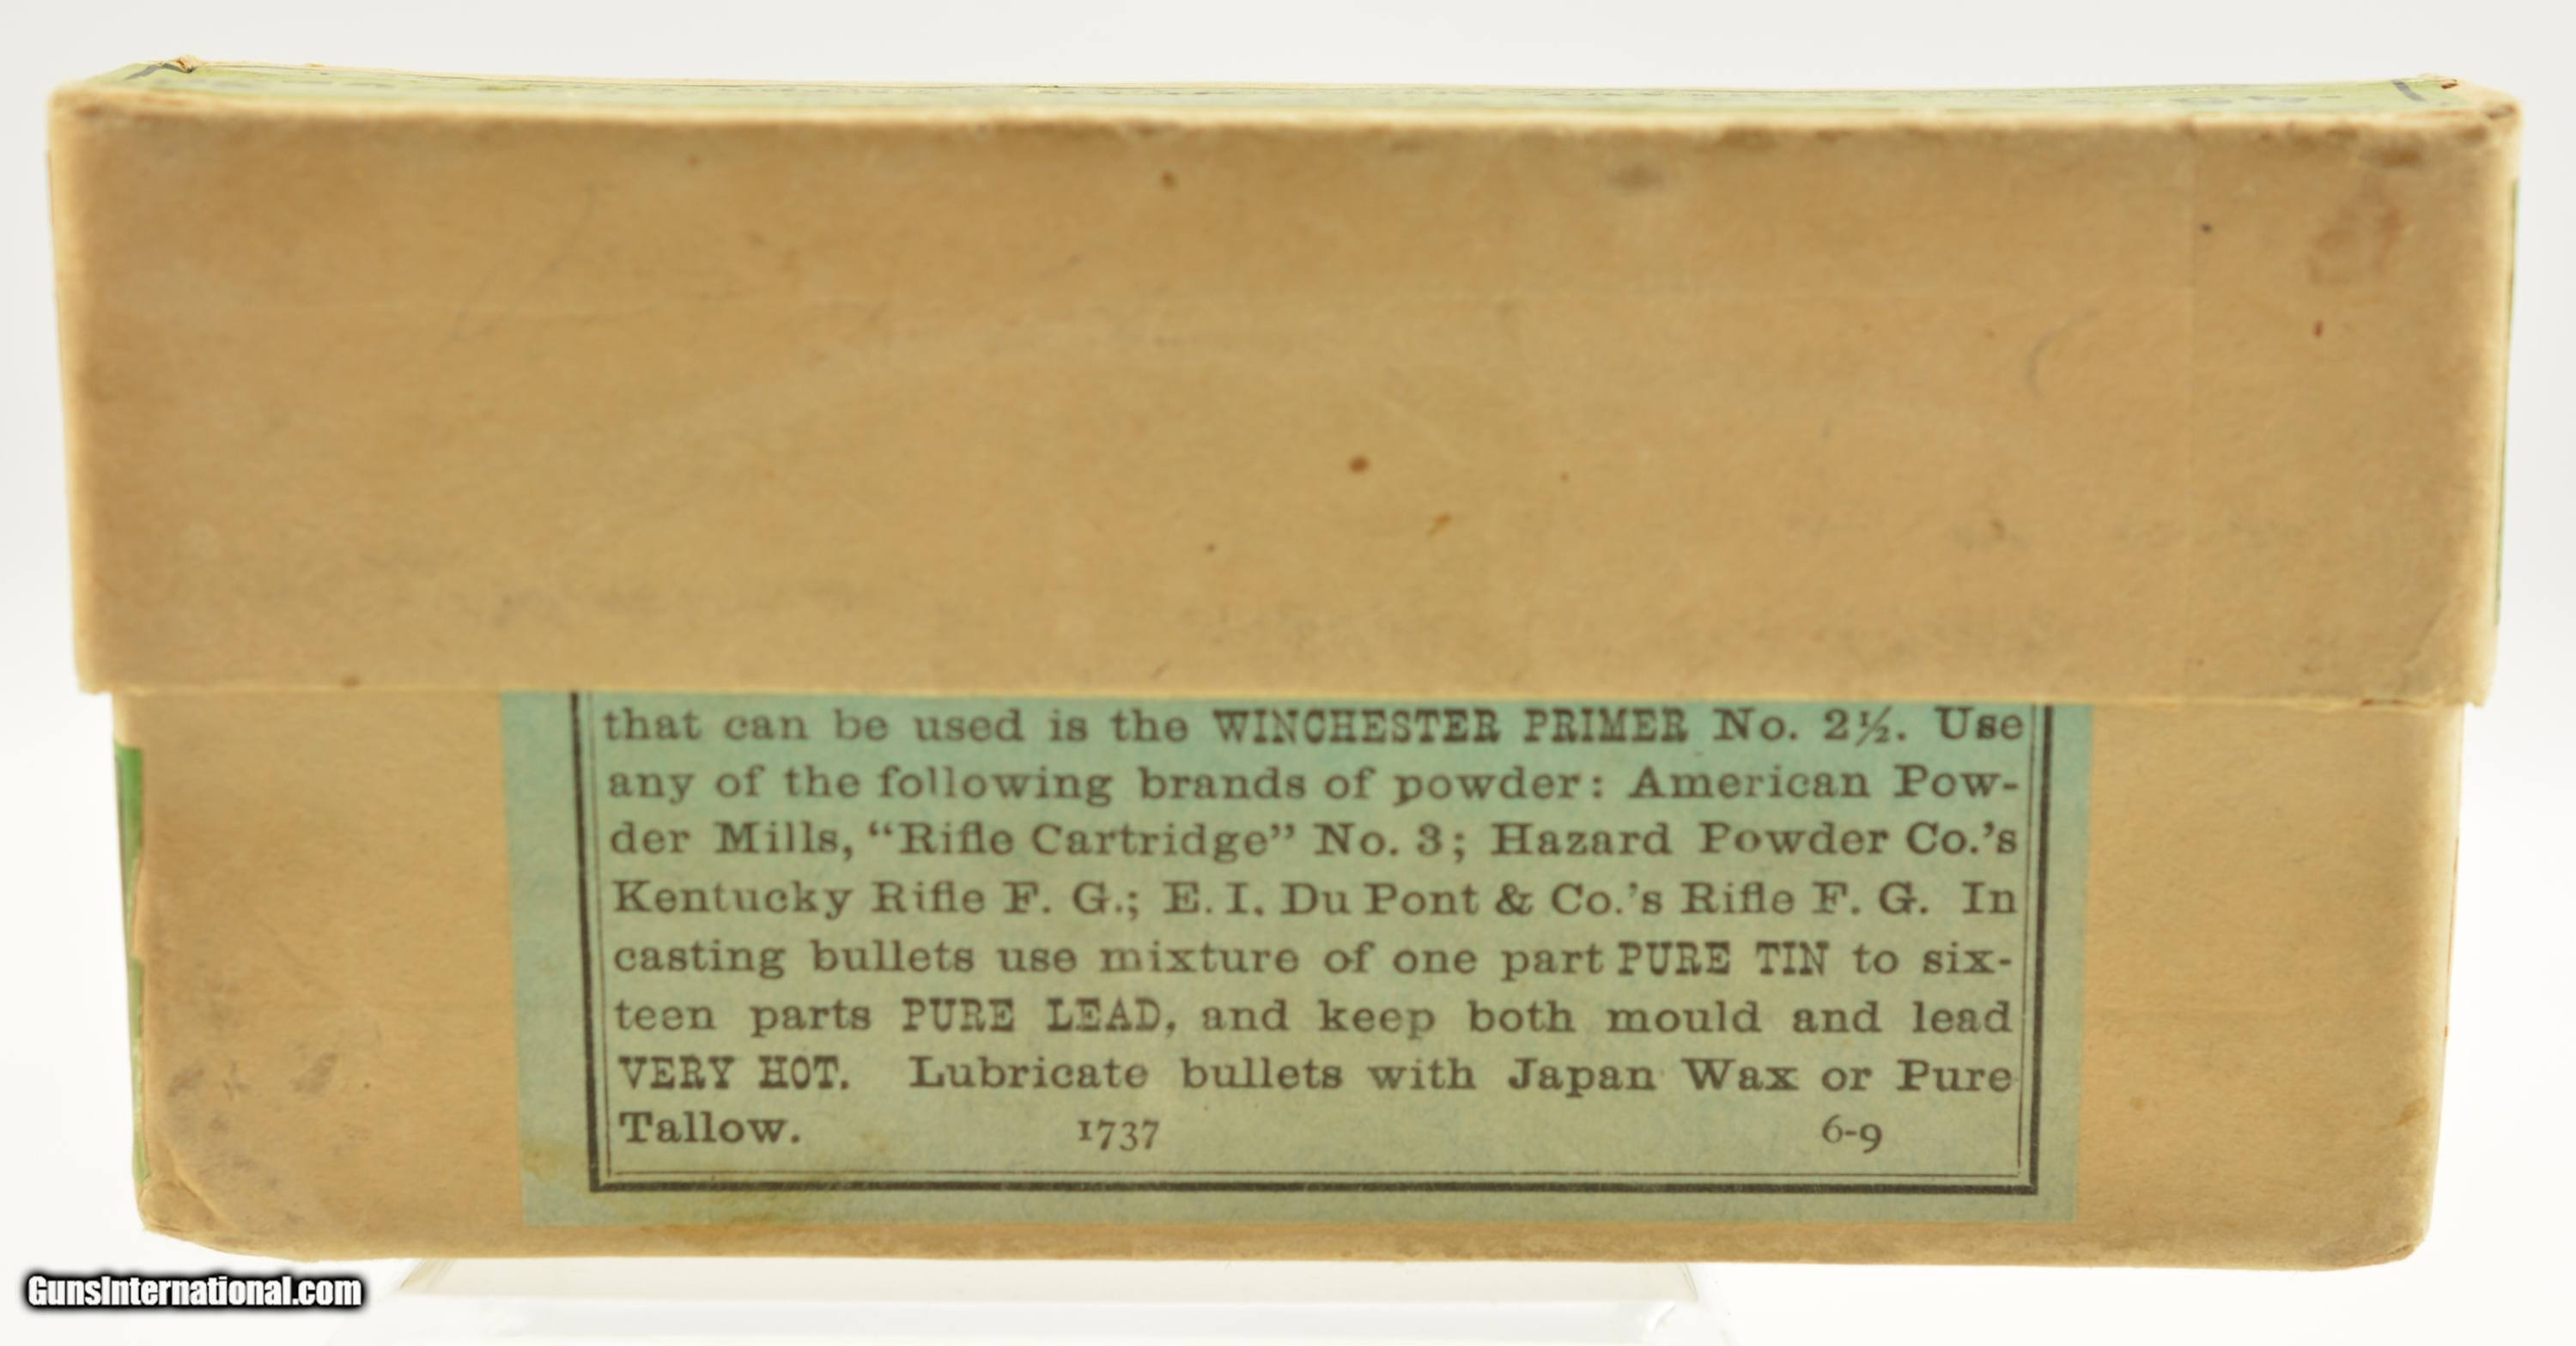 that can be used is the WINCHESTER PRIMER No. 2½. Use
any of the following brands of powder: American Pow-
der Mills, “Rifle Cartridge” No. 3; Hazard Powder Co.’s
Kentucky Rifle F. G.; E. I. Du Pont & Co.’s Rifle F. G. In
casting bullets use mixture of one part PURE TIN to six-
teen parts PURE LEAD, and keep both mould and lead
VERY HOT. Lubricate bullets with Japan Wax or Pure
Tallow. 1737 6-9
GunsInternational.com